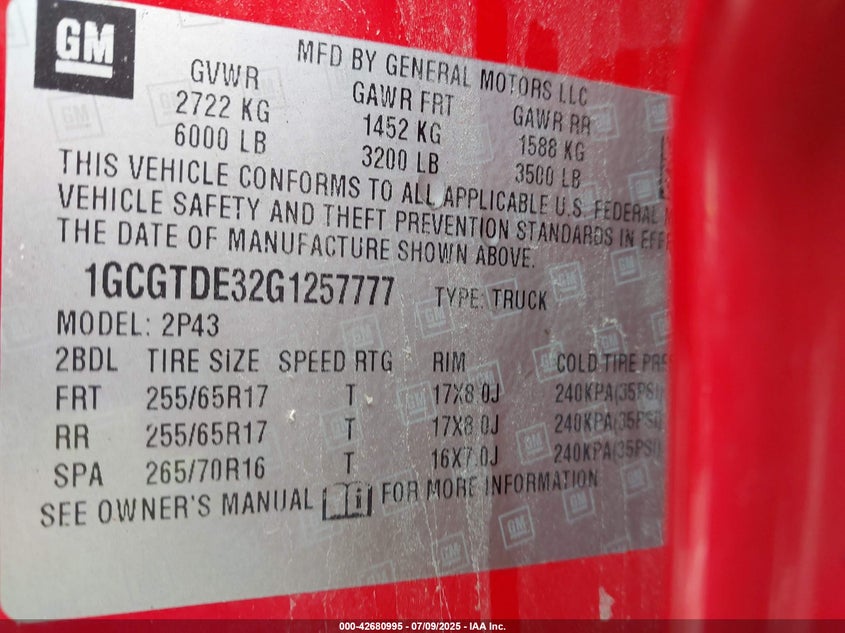 GM
MFD BY GENERAL MOTORS LLC
GVWR GAWR FRT GAWR RR
2722 KG 1452 KG 1588 KG
6000 LB 3200 LB 3500 LB
THIS VEHICLE CONFORMS TO ALL APPLICABLE U.S. FEDERAL
VEHICLE SAFETY AND THEFT PREVENTION STANDARDS IN EFF
THE DATE OF MANUFACTURE SHOWN ABOVE.
1GCGTDE32G1257777 TYPE: TRUCK
MODEL: 2P43
2BDL TIRE SIZE SPEED RTG RIM COLD TIRE PRE
FRT 255/65R17 T 17X8.0J 240KPA(35PSI)
RR 255/65R17 T 17X8.0J 240KPA(35PSI)
SPA 265/70R16 T 16X7.0J 240KPA(35PSI)
SEE OWNER'S MANUAL FOR MORE INFORMATION
000-42680995 - 07/09/2025 - IAA Inc.